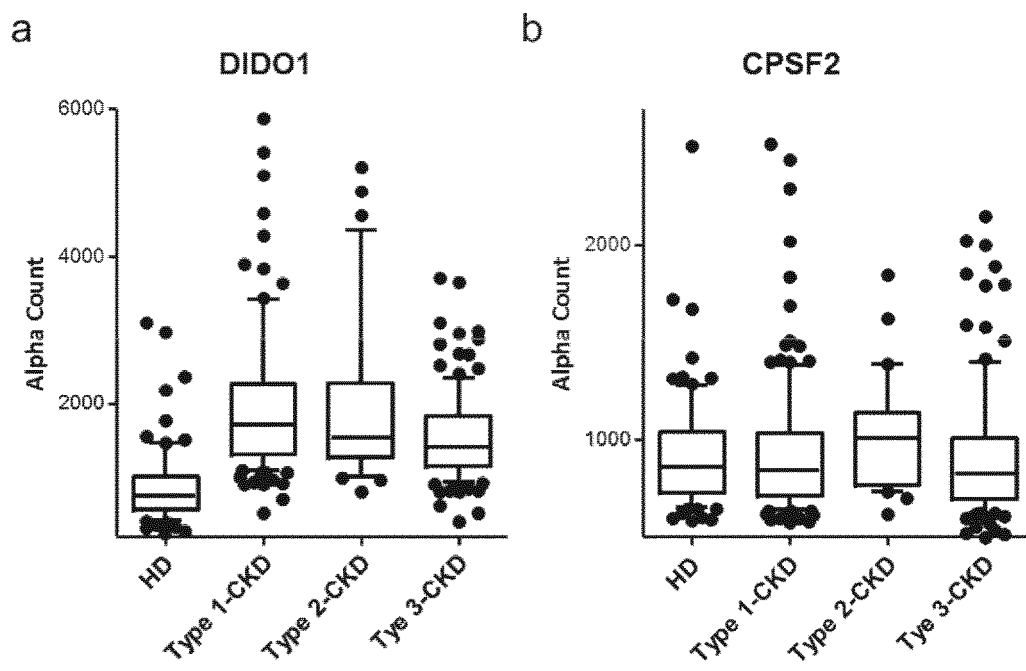 a
DIDO1
Alpha Count
6000
4000
2000
HD
Type 1-CKD
Type 2-CKD
Tye 3-CKD
b
CPSF2
Alpha Count
2000
1000
HD
Type 1-CKD
Type 2-CKD
Tye 3-CKD